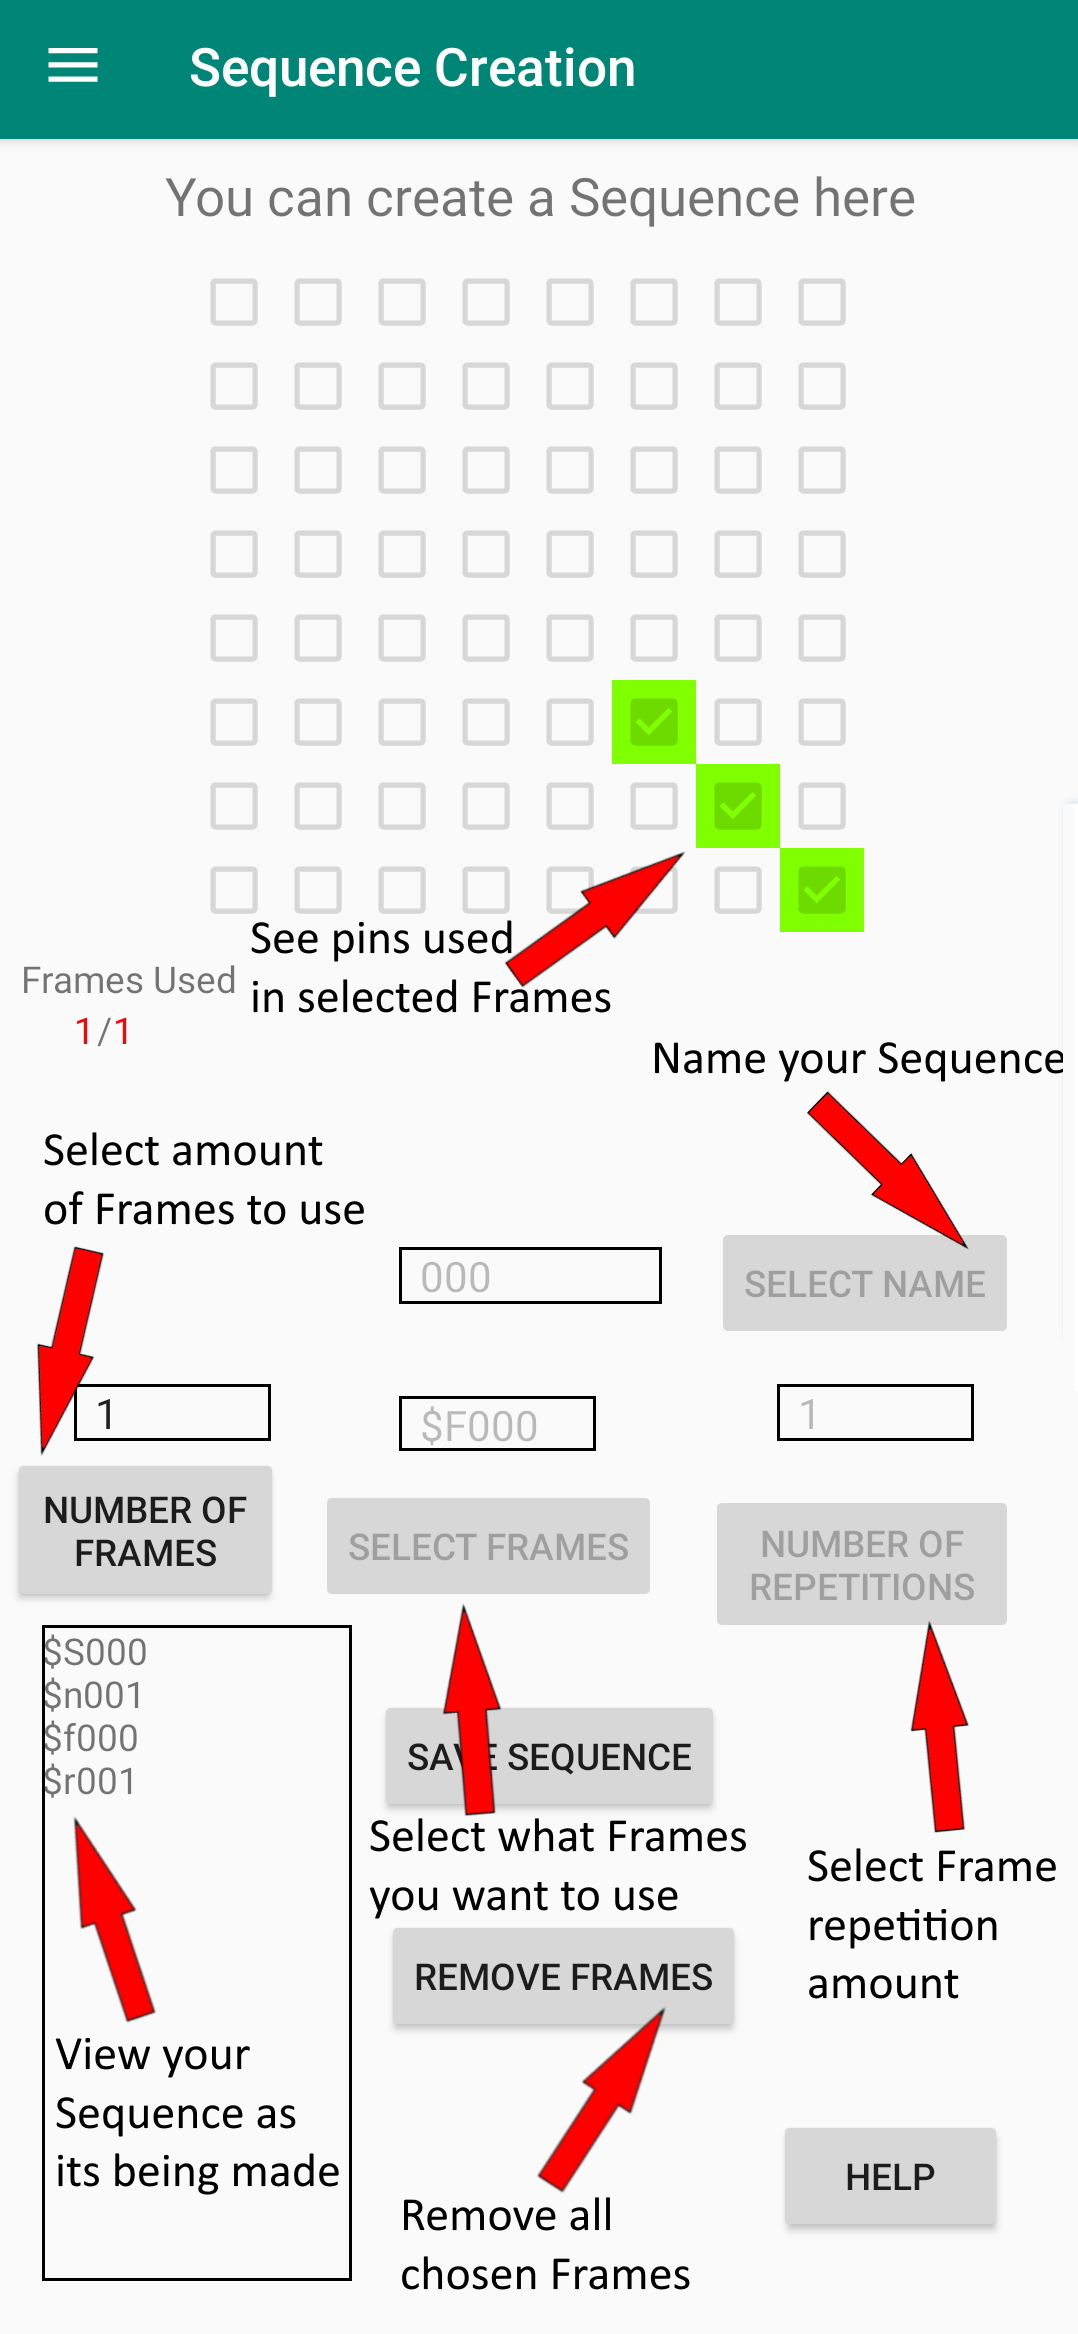 Sequence Creation
You can create a Sequence here
See pins used
in selected Frames
Frames Used
1/1
Name your Sequence
Select amount
of Frames to use
000
SELECT NAME
1
$F000
1
NUMBER OF
FRAMES
SELECT FRAMES
NUMBER OF
REPETITIONS
$S000
$n001
$f000
$r001
SAVE SEQUENCE
Select what Frames
you want to use
Select Frame
repetition
amount
REMOVE FRAMES
View your
Sequence as
its being made
HELP
Remove all
chosen Frames